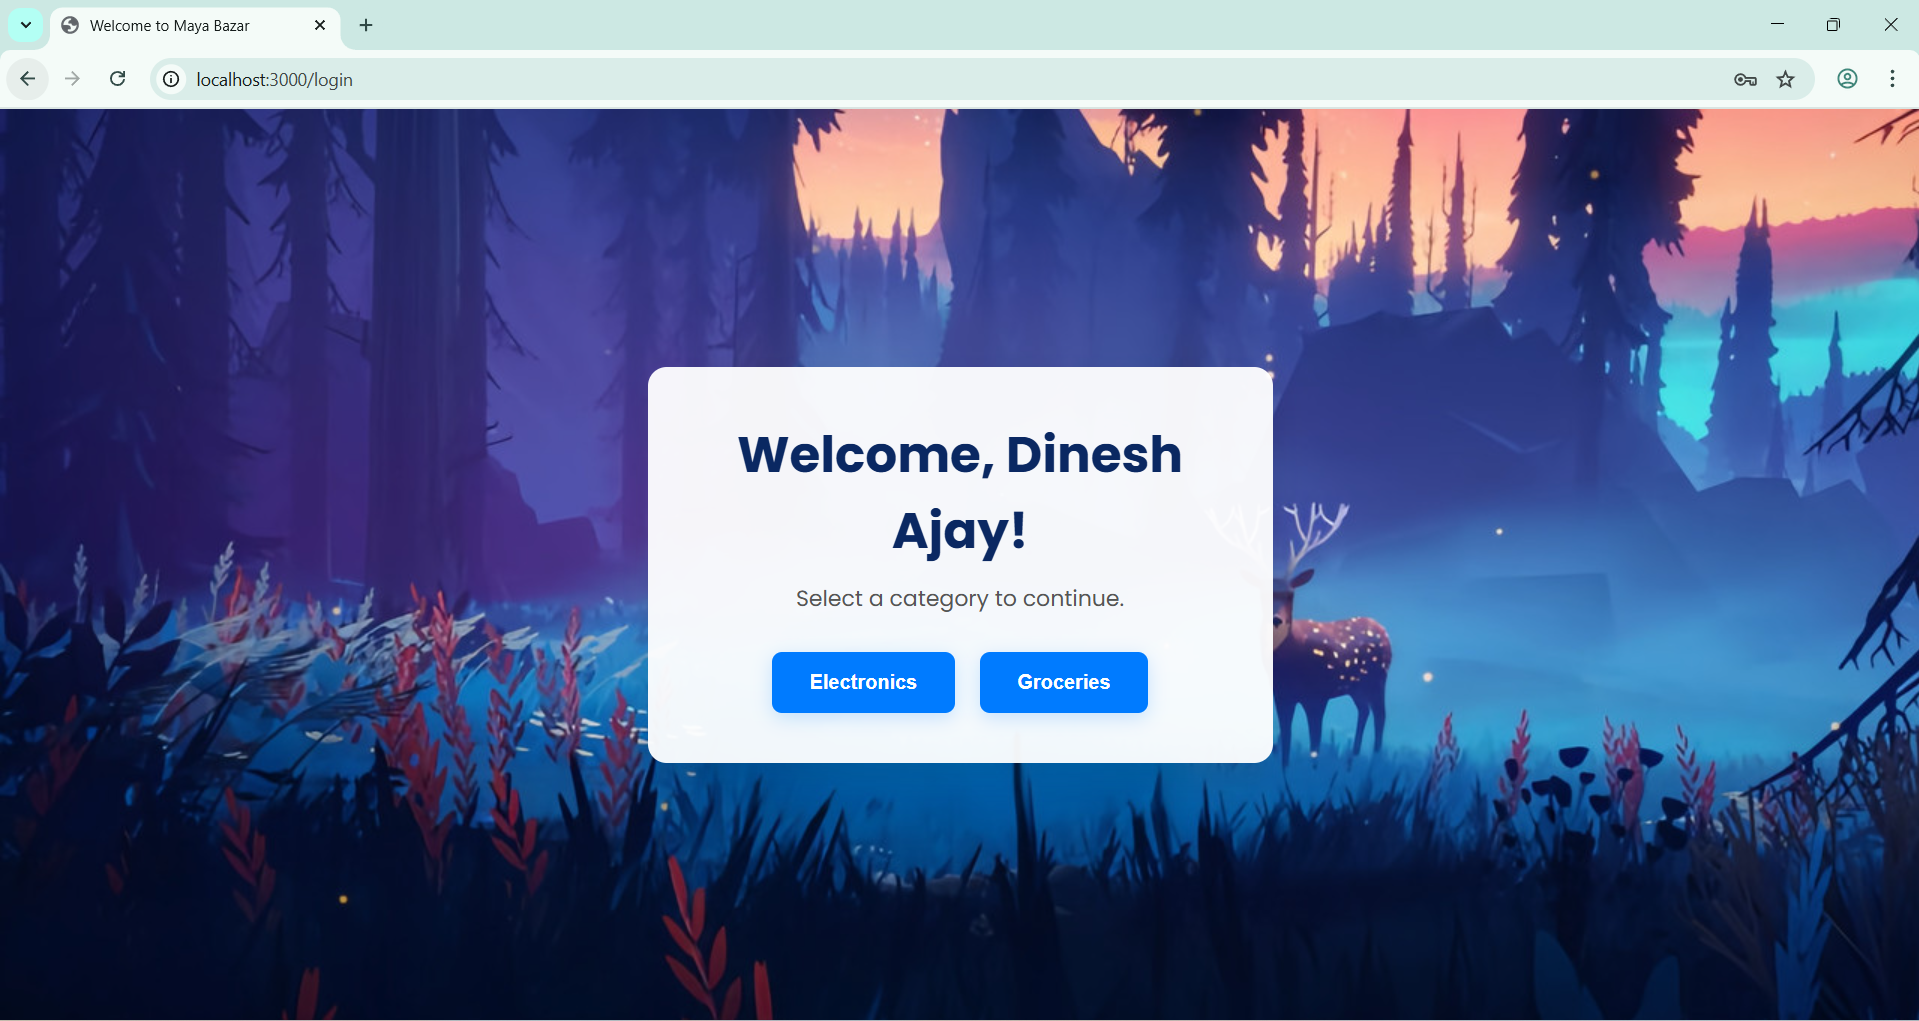 Welcome to Maya Bazar
localhost:3000/login
Welcome, Dinesh
Ajay!
Select a category to continue.
Electronics Groceries